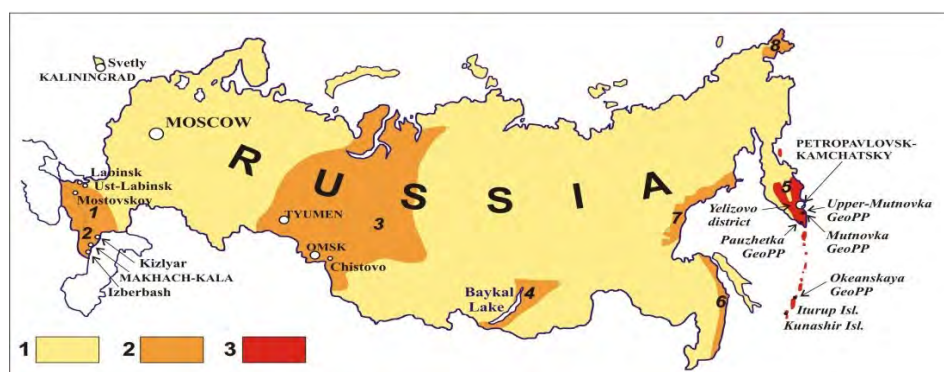 Svetly
KALININGRAD
MOSCOW
RUSSIA
8
PETROPAVLOVSK-
KAMCHATSKY
Labinsk
Ust-Labinsk
Mostovskoy
1
2
Kizlyar
MAKHACH-KALA
Izberbash
TYUMEN
3
OMSK
Chistovo
Baykal
Lake
4
7
6
5
Yelizovo
district
Pauzhetka
GeoPP
Upper-Mutnovka
GeoPP
Mutnovka
GeoPP
Okeanskaya
GeoPP
Iturup Isl.
Kunashir Isl.
1
2
3